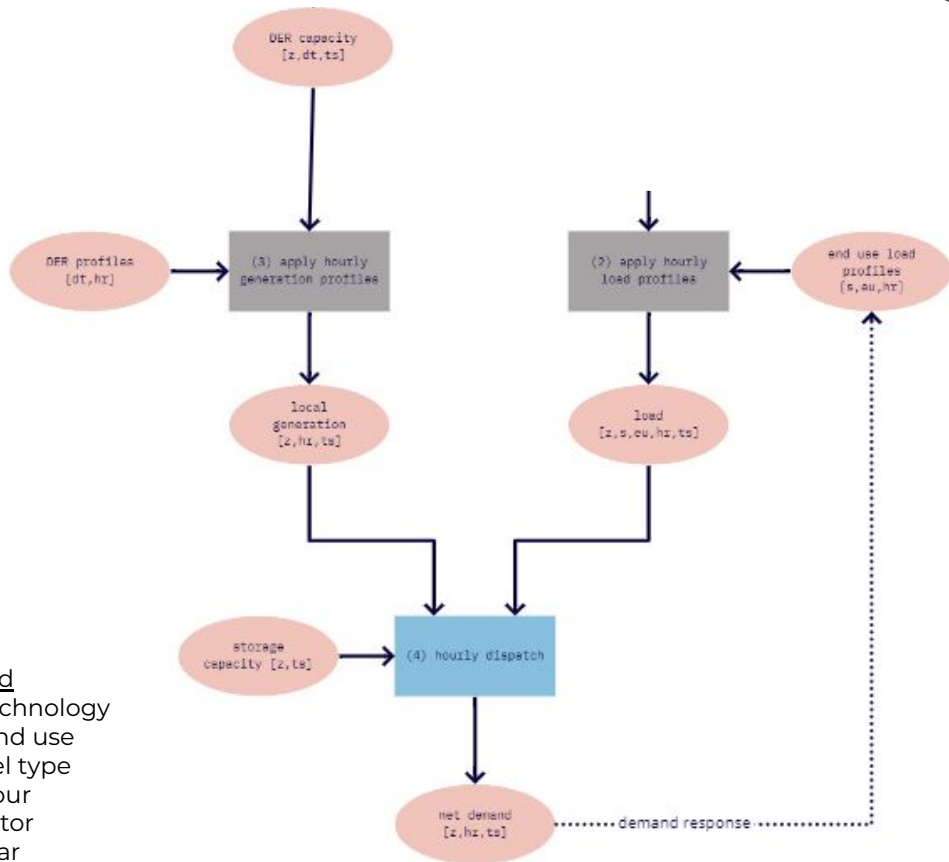 DER capacity
[z,dt,ts]
DER profiles
[dt,hr]
(3) apply hourly
generation profiles
(2) apply hourly
load profiles
end use load
profiles
[s,eu,hr]
local
generation
[z,hr,ts]
load
[z,s,eu,hr,ts]
storage
capacity [z,ts]
(4) hourly dispatch
net demand
[z,hr,ts]
demand response
d
echnology
nd use
el type
our
tor
ar